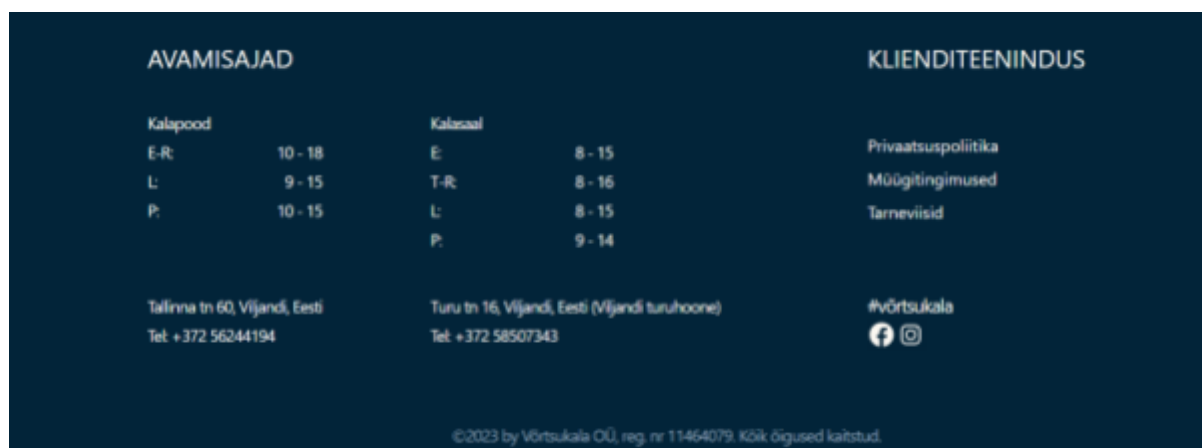 AVAMISAJAD
Kalapood
E-R: 10 - 18
L: 9 - 15
P: 10 - 15
Tallinna tn 60, Viljandi, Eesti
Tel: +372 56244194
Kalasaal
E: 8 - 15
T-R: 8 - 16
L: 8 - 15
P: 9 - 14
Turu tn 16, Viljandi, Eesti (Viljandi turuhoone)
Tel: +372 58507343
KLIENDITEENINDUS
Privaatsuspoliitika
Müügitingimused
Tarneviisid
#võrtsukala
©2023 by Võrtsukala OÜ, reg. nr 11464079. Kõik õigused kaitstud.